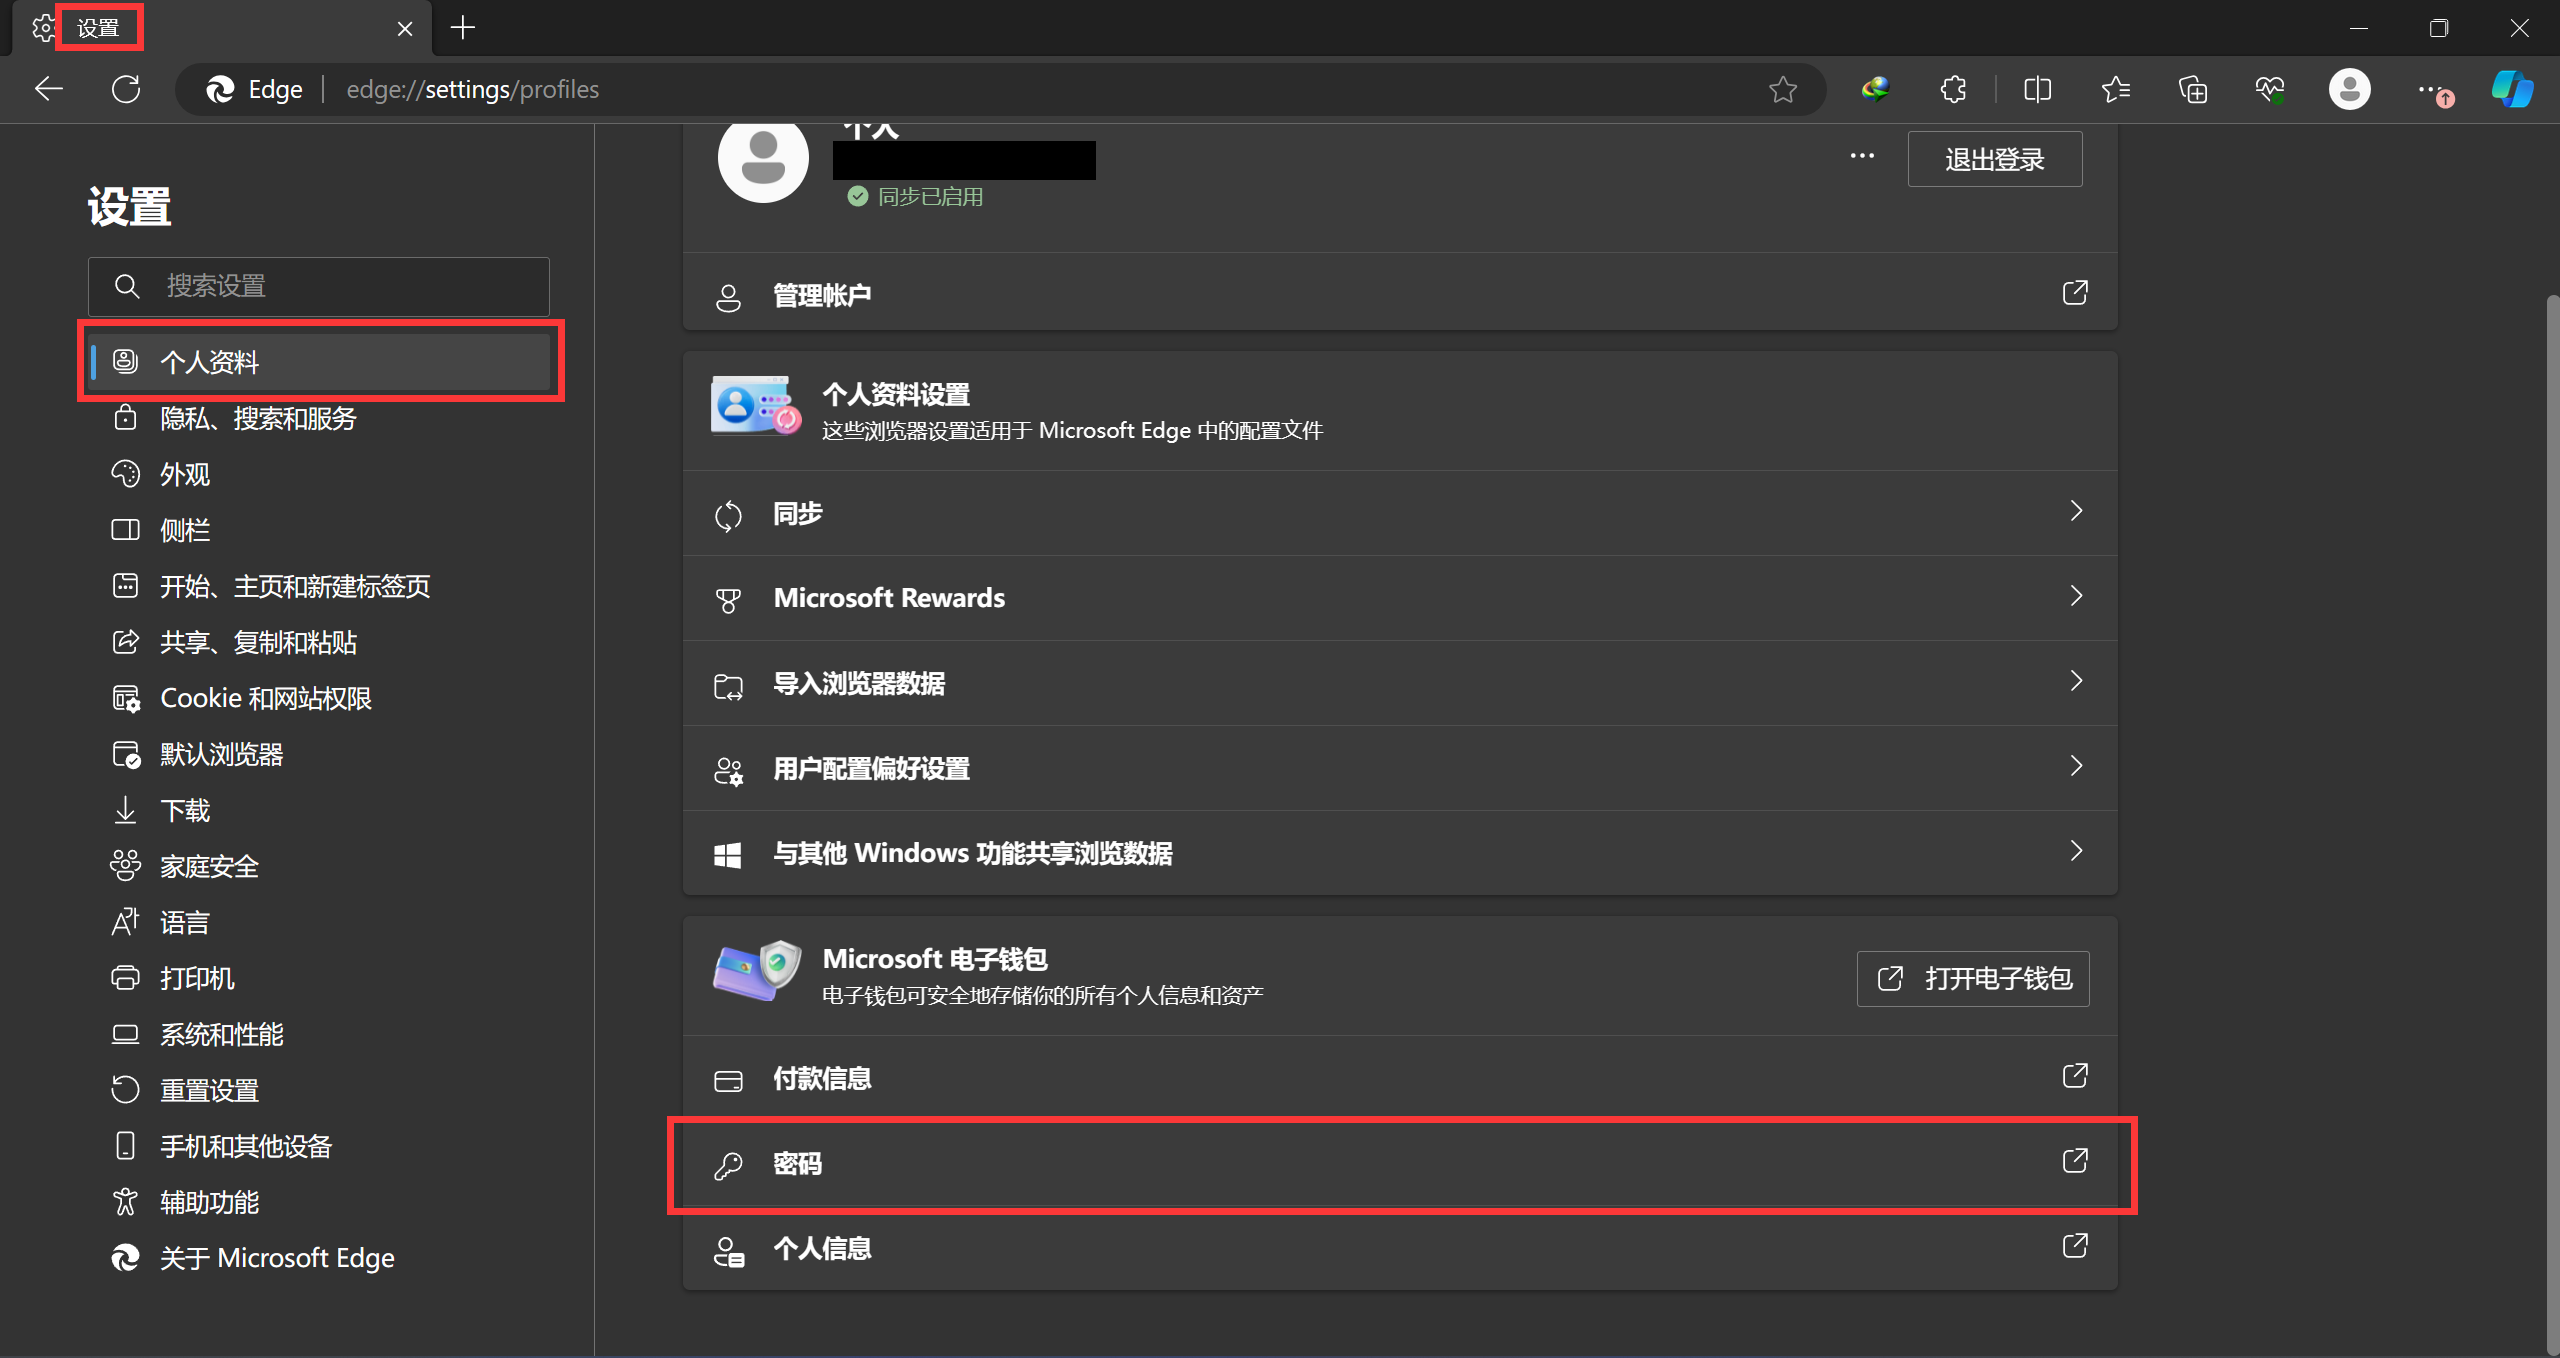 设置
Edge
edge://settings/profiles
设置
搜索设置
个人资料
隐私、搜索和服务
外观
侧栏
开始、主页和新建标签页
共享、复制和粘贴
Cookie 和网站权限
默认浏览器
下载
家庭安全
语言
打印机
系统和性能
重置设置
手机和其他设备
辅助功能
关于 Microsoft Edge
个人
同步已启用
退出登录
管理帐户
个人资料设置
这些浏览器设置适用于 Microsoft Edge 中的配置文件
同步
Microsoft Rewards
导入浏览器数据
用户配置偏好设置
与其他 Windows 功能共享浏览数据
Microsoft 电子钱包
电子钱包可安全地存储你的所有个人信息和资产
打开电子钱包
付款信息
密码
个人信息